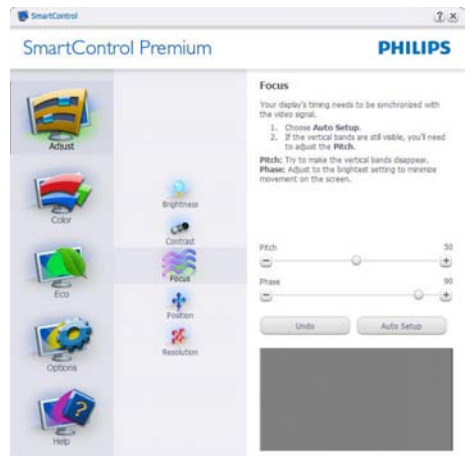 SmartControl
? ×
SmartControl Premium
PHILIPS
Adjust
Color
Eco
Options
Help
Brightness
Contrast
Focus
Position
Resolution
Focus
Your display's timing needs to be synchronized with
the video signal.
1. Choose Auto Setup.
2. If the vertical bands are still visible, you'll need
to adjust the Pitch.
Pitch: Try to make the vertical bands disappear.
Phase: Adjust to the brightest setting to minimize
movement on the screen.
Pitch 50
Phase 90
Undo Auto Setup